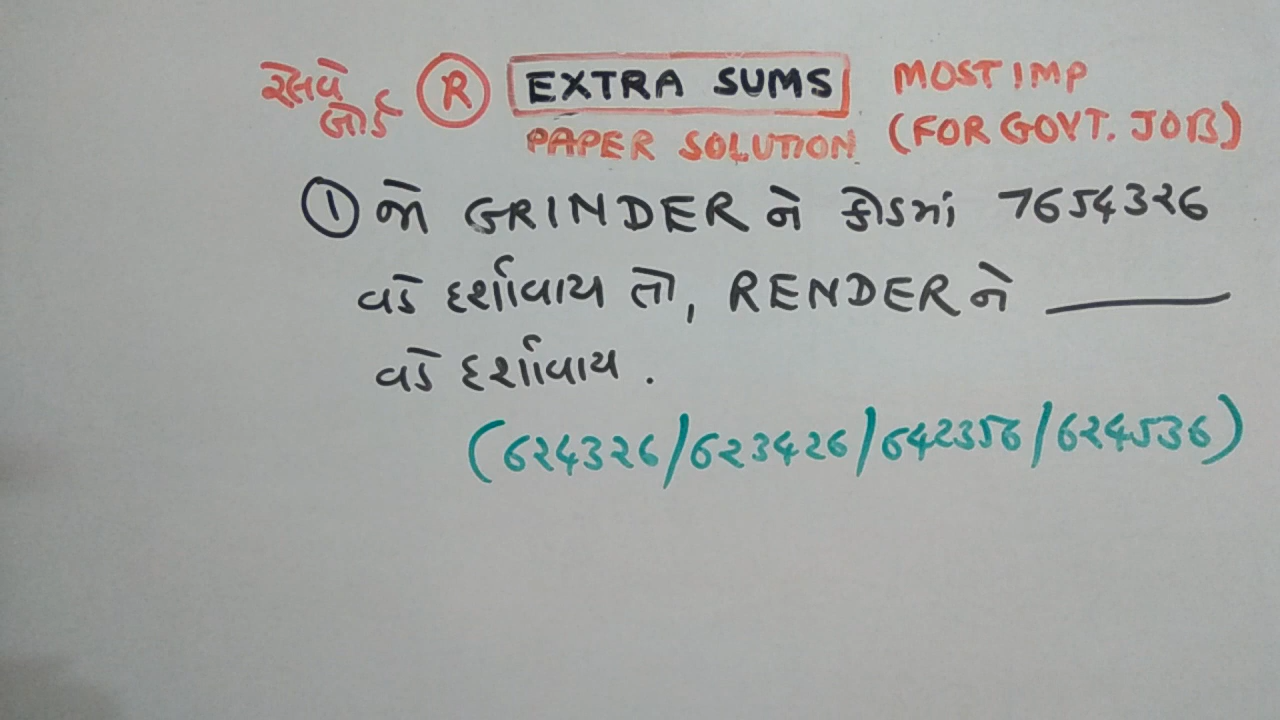 રેલવે બોર્ડ Ⓡ EXTRA SUMS MOST IMP
PAPER SOLUTION (FOR GOVT. JOB)
① જો GRINDER ને કોડમાં 7654326
વડે દર્શાવાય તો, RENDER ને ______
વડે દર્શાવાય.
(624326/623426/642356/624536)